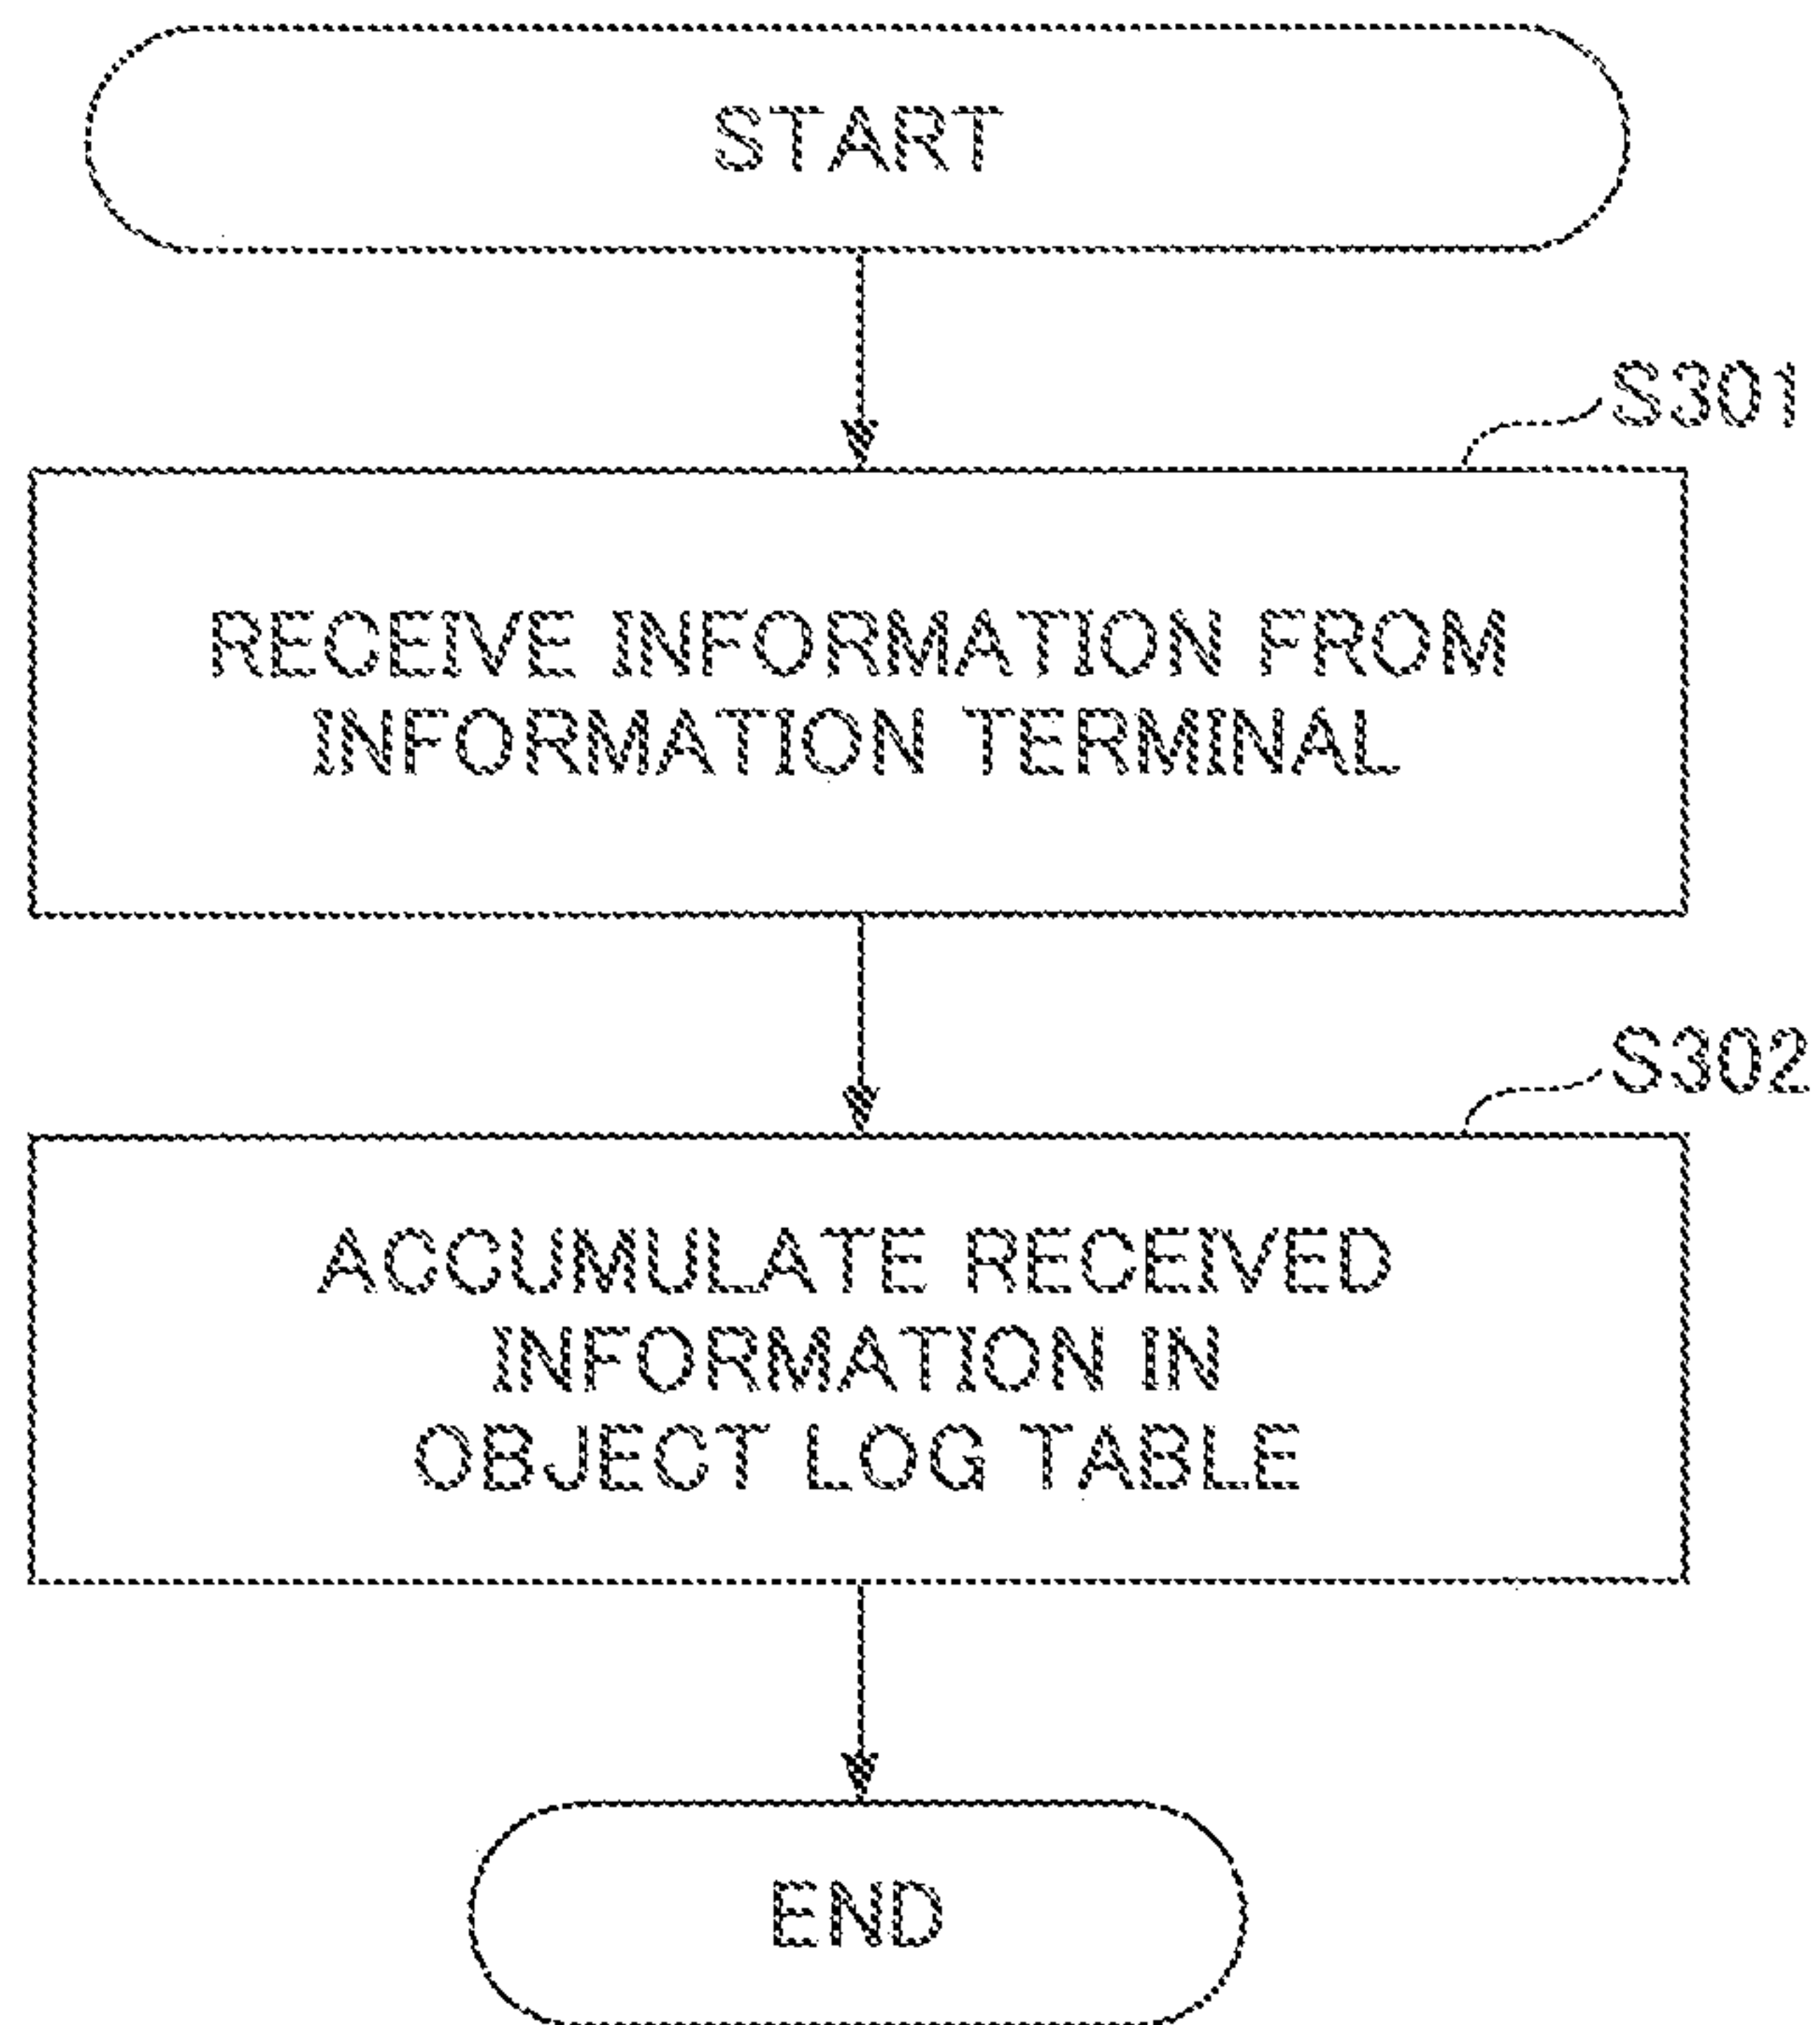 START
S301
RECEIVE INFORMATION FROM
INFORMATION TERMINAL
S302
ACCUMULATE RECEIVED
INFORMATION IN
OBJECT LOG TABLE
END